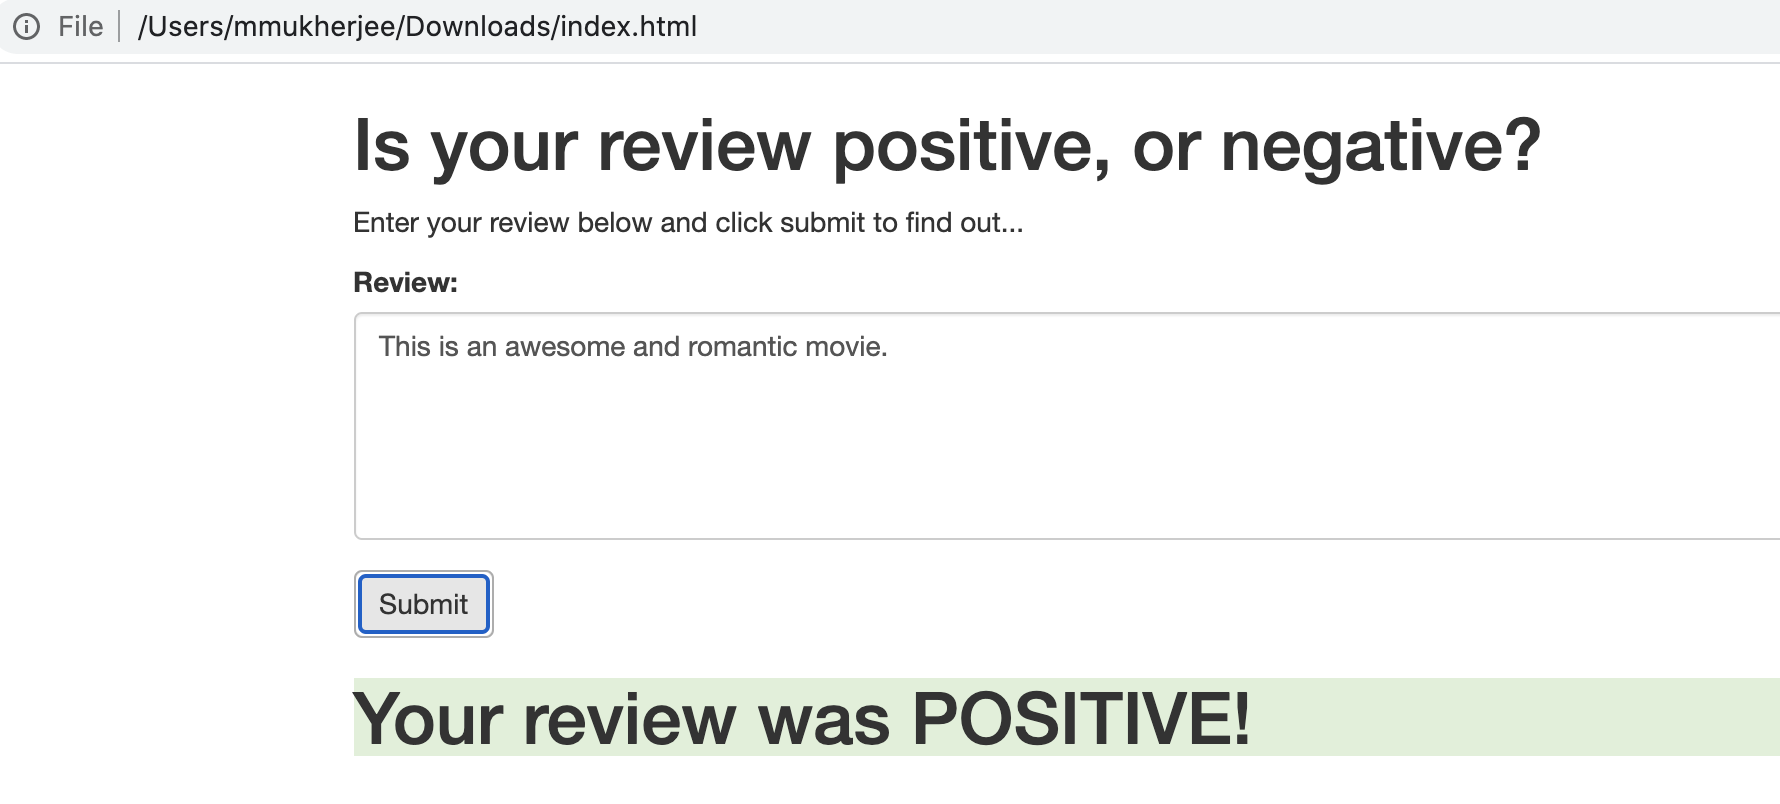 File /Users/mmukherjee/Downloads/index.html
Is your review positive, or negative?
Enter your review below and click submit to find out...
Review:
This is an awesome and romantic movie.
Submit
Your review was POSITIVE!